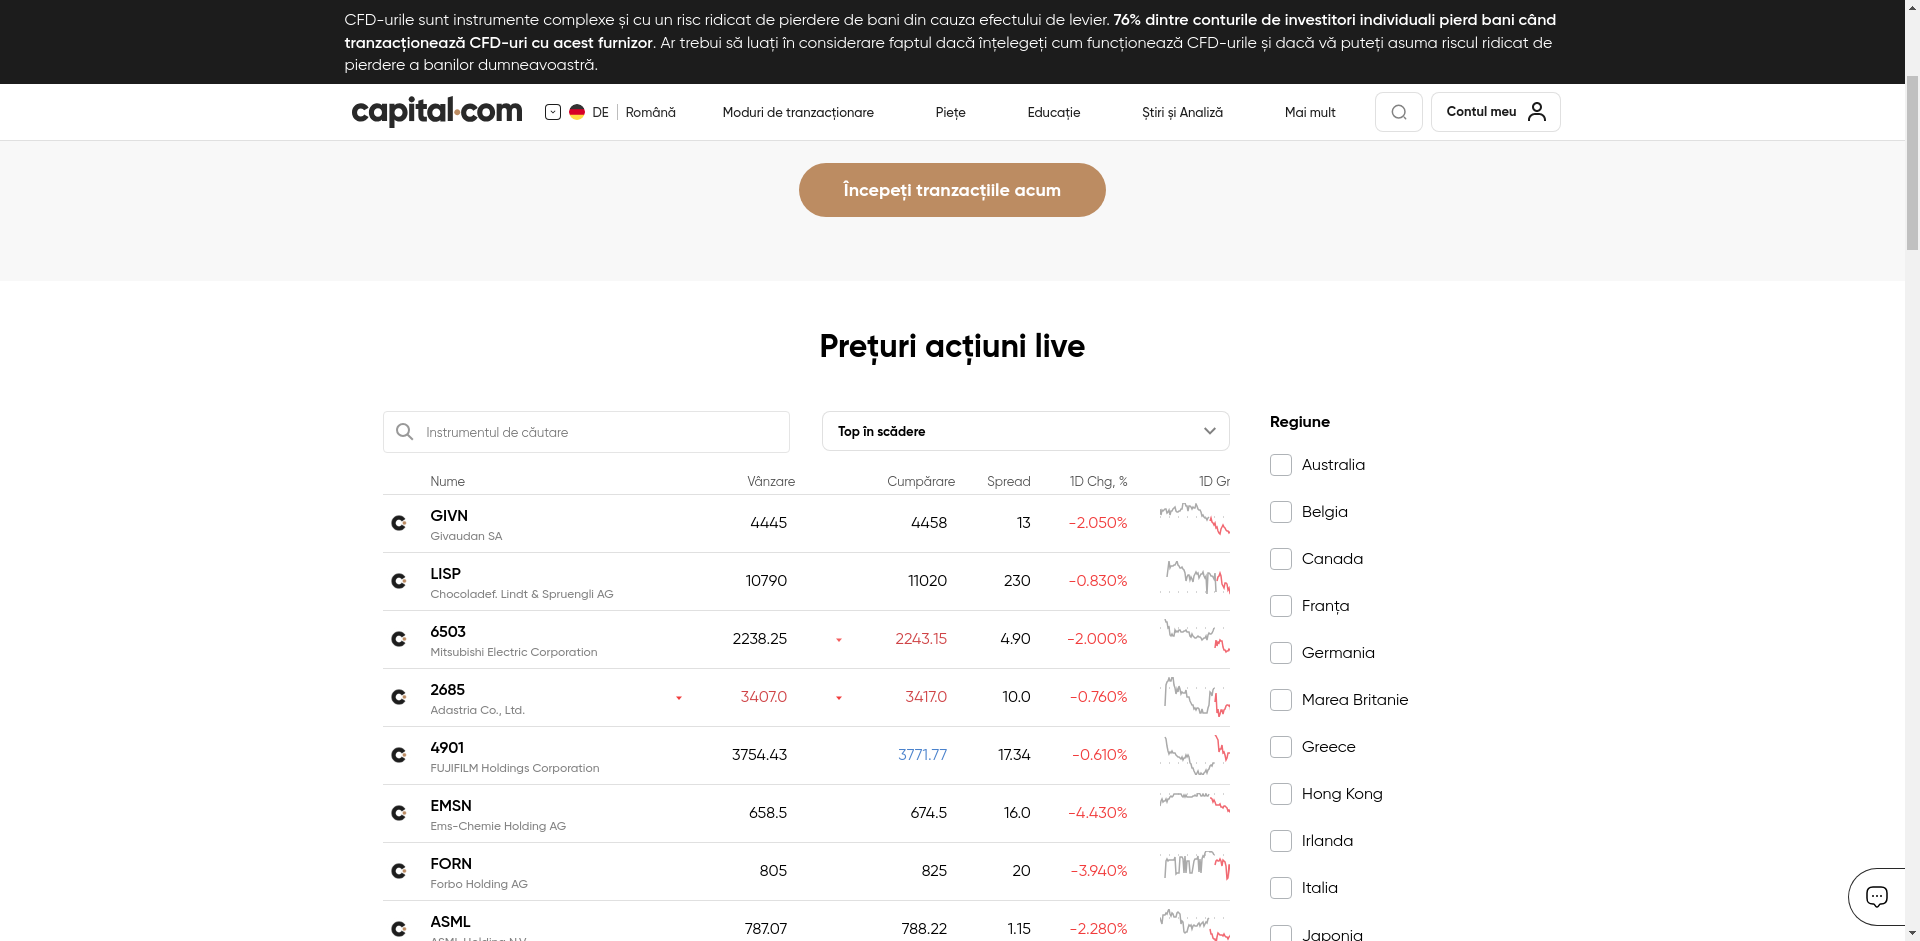 CFD-urile sunt instrumente complexe și cu un risc ridicat de pierdere de bani din cauza efectului de levier. 76% dintre conturile de investitori individuali pierd bani când
tranzacționează CFD-uri cu acest furnizor. Ar trebui să luați în considerare faptul dacă înțelegeți cum funcționează CFD-urile și dacă vă puteți asuma riscul ridicat de
pierdere a banilor dumneavoastră.
capital.com DE Română Moduri de tranzacționare Piețe Educație Știri și Analiză Mai mult Contul meu
Începeți tranzacțiile acum
Prețuri acțiuni live
Instrumentul de căutare
Top în scădere
Nume Vânzare Cumpărare Spread 1D Chg, % 1D Gr
GIVN 4445 4458 13 -2.050%
Givaudan SA
LISP 10790 11020 230 -0.830%
Chocoladef. Lindt & Spruengli AG
6503 2238.25 2243.15 4.90 -2.000%
Mitsubishi Electric Corporation
2685 3407.0 3417.0 10.0 -0.760%
Adastria Co., Ltd.
4901 3754.43 3771.77 17.34 -0.610%
FUJIFILM Holdings Corporation
EMSN 658.5 674.5 16.0 -4.430%
Ems-Chemie Holding AG
FORN 805 825 20 -3.940%
Forbo Holding AG
ASML 787.07 788.22 1.15 -2.280%
ASML Holding N.V.
Regiune
Australia
Belgia
Canada
Franța
Germania
Marea Britanie
Greece
Hong Kong
Irlanda
Italia
Japonia